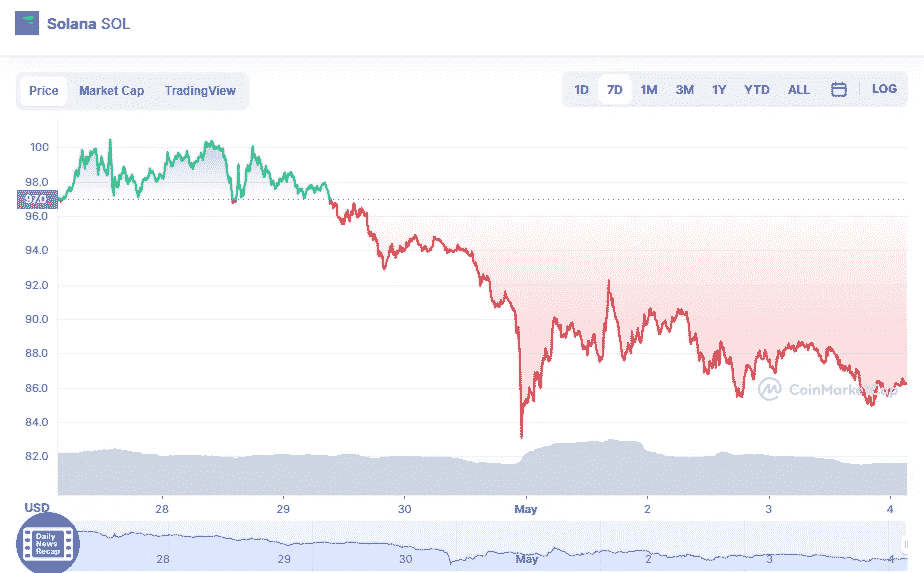 Solana SOL
Price Market Cap TradingView
1D 7D 1M 3M 1Y YTD ALL LOG
100
98.0
97.0
96.0
94.0
92.0
90.0
88.0
86.0
84.0
82.0
CoinMarketCap
USD
28 29 30 May 2 3 4
Daily
News
Recap
28 29 30 May 2 3 4